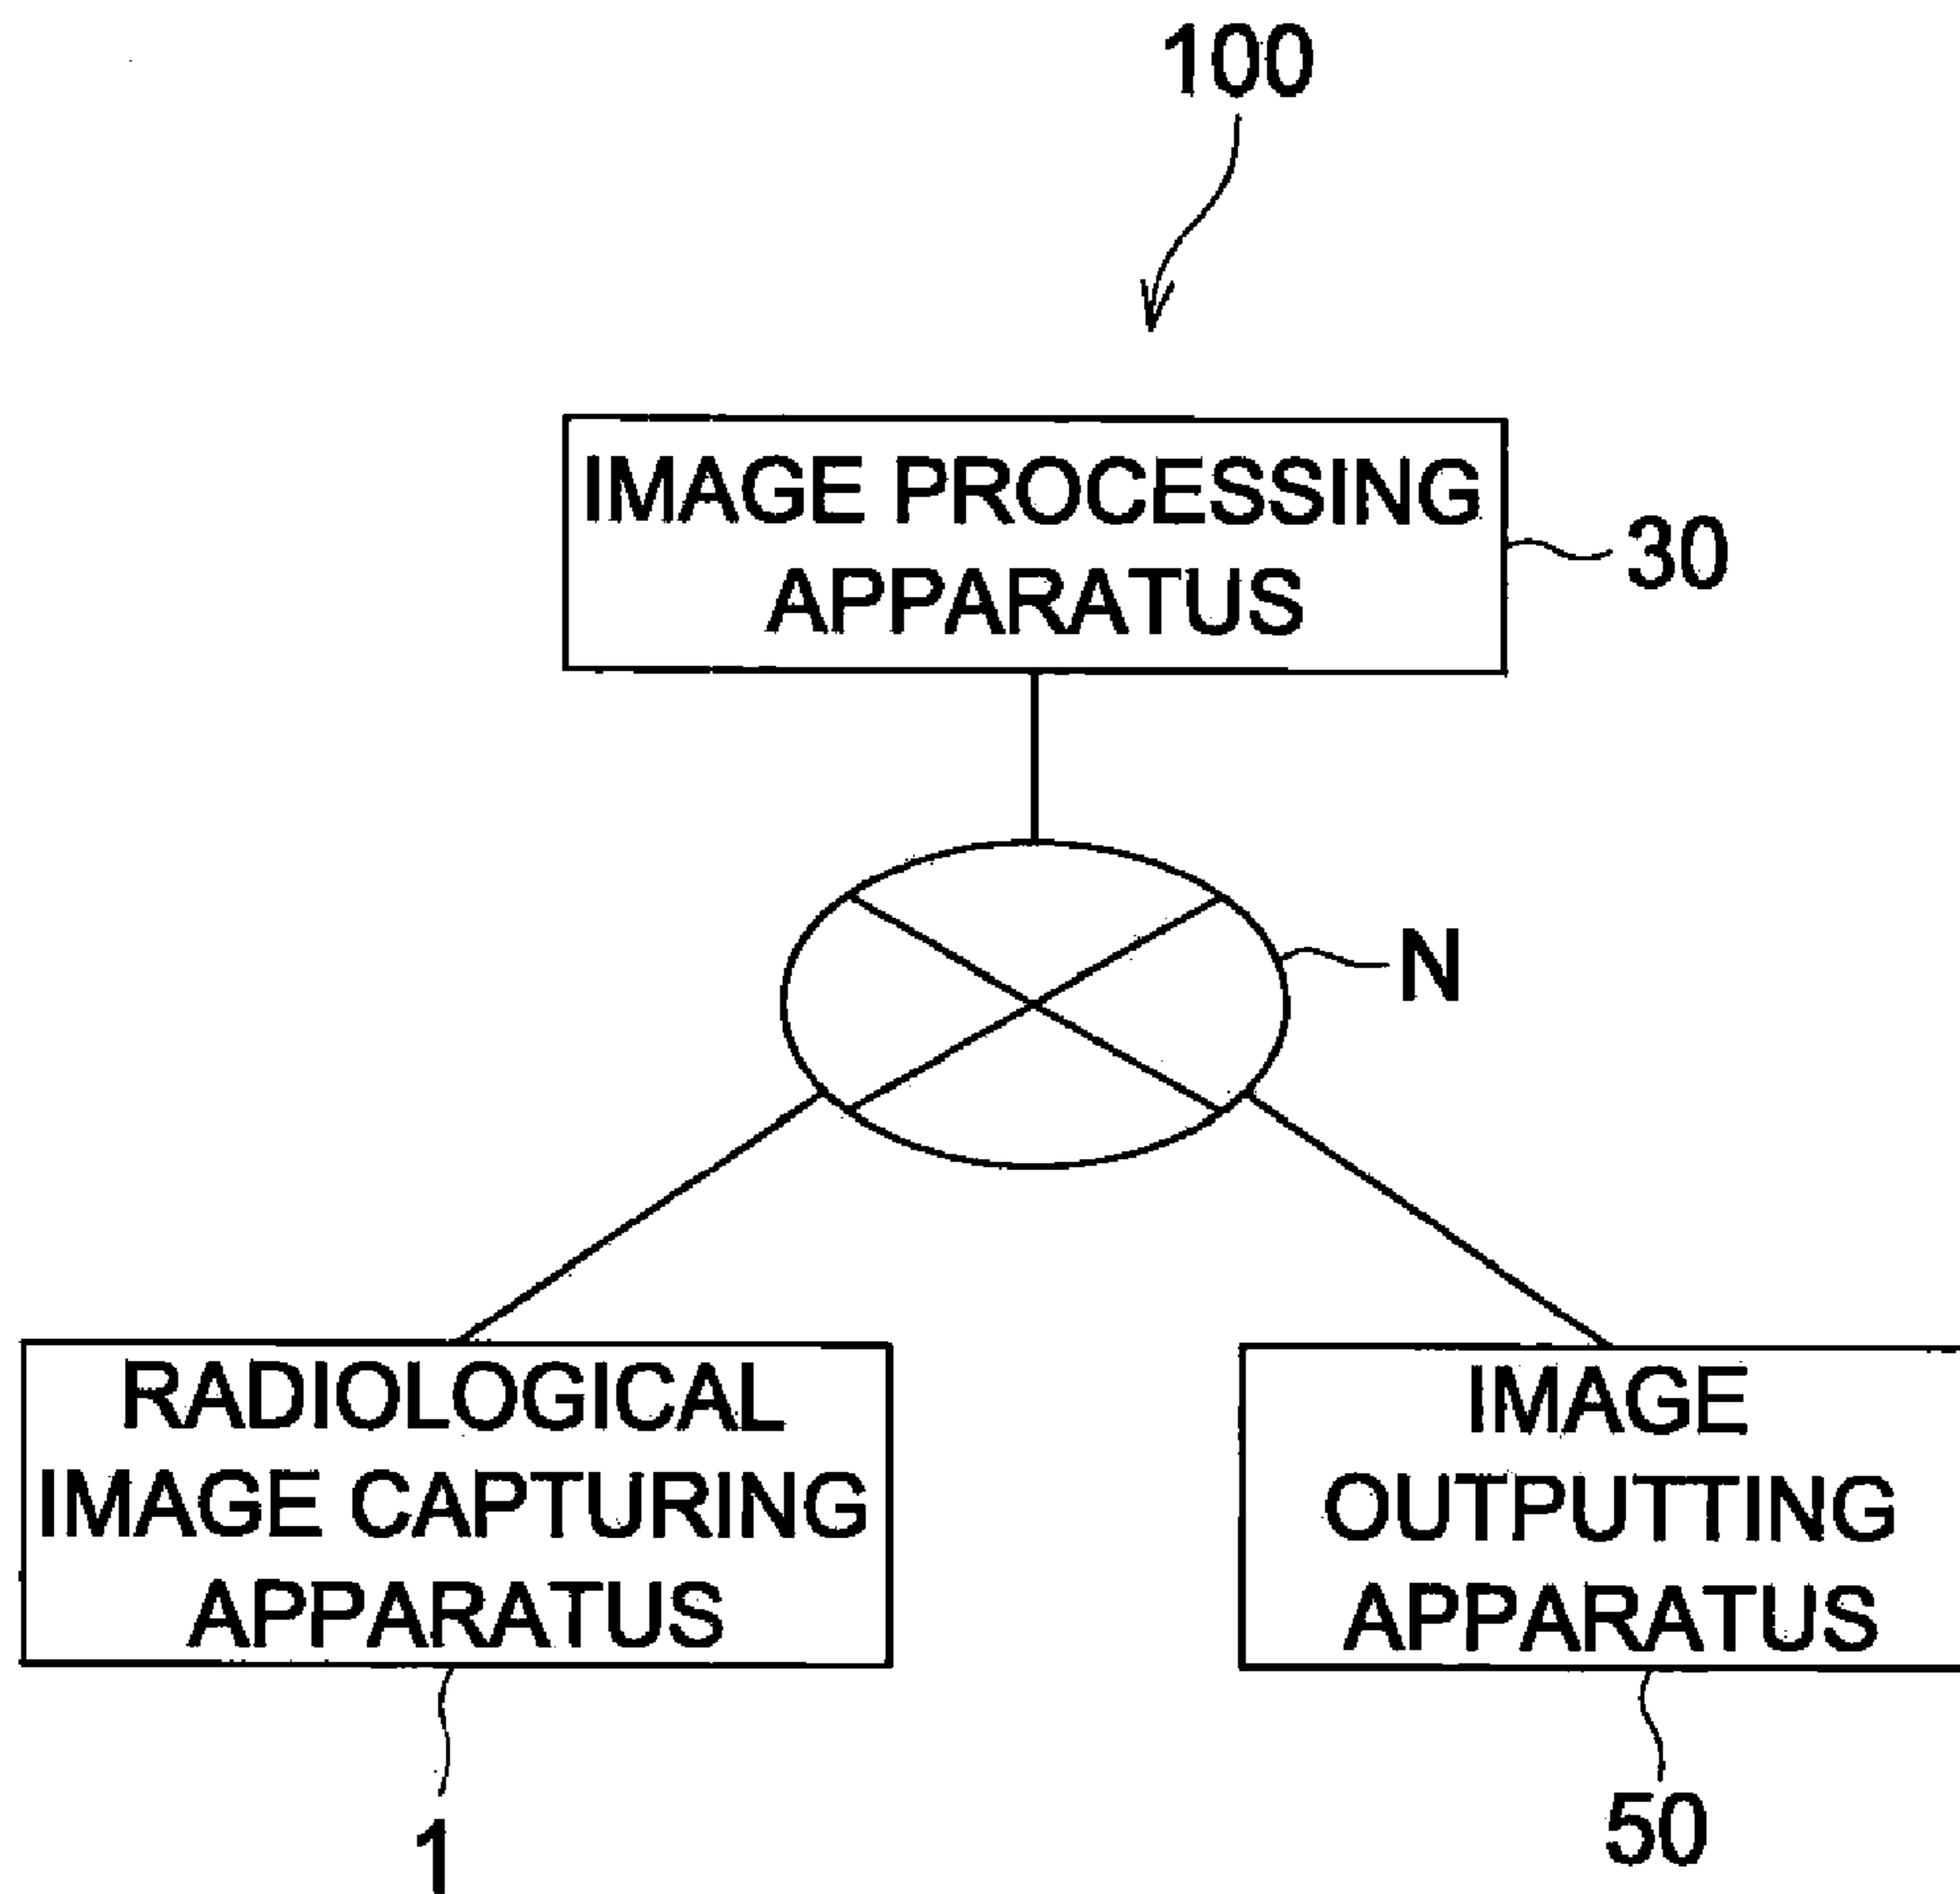 100
IMAGE PROCESSING
APPARATUS
30
N
RADIOLOGICAL
IMAGE CAPTURING
APPARATUS
1
IMAGE
OUTPUTTING
APPARATUS
50